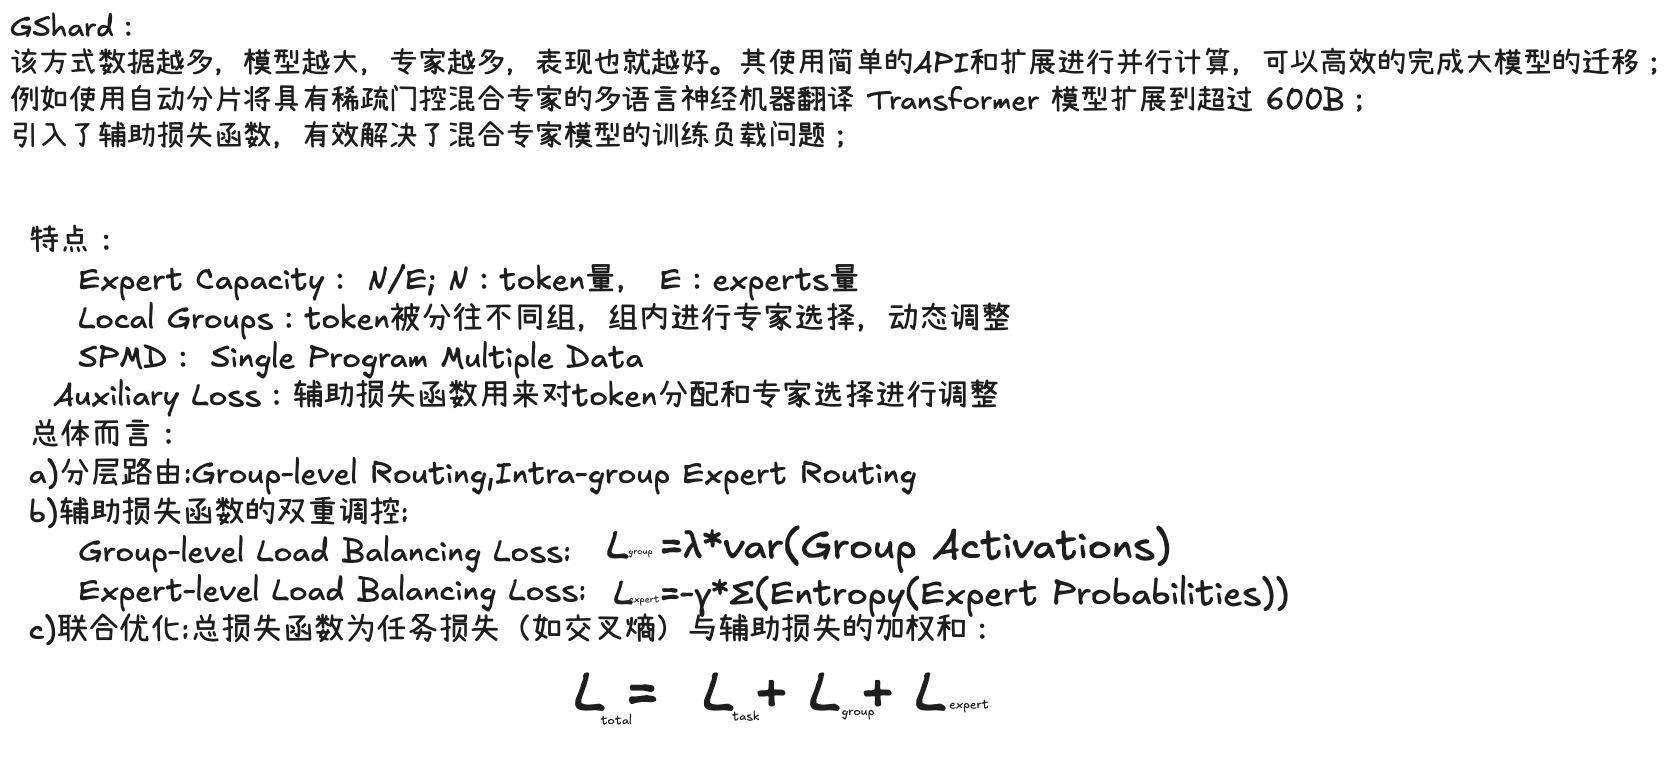 GShard：
该方式数据越多，模型越大，专家越多，表现也就越好。其使用简单的API和扩展进行并行计算，可以高效的完成大模型的迁移；
例如使用自动分片将具有稀疏门控混合专家的多语言神经机器翻译 Transformer 模型扩展到超过 600B；
引入了辅助损失函数，有效解决了混合专家模型的训练负载问题；
特点：
Expert Capacity： N/E; N：token量， E：experts量
Local Groups：token被分往不同组，组内进行专家选择，动态调整
SPMD： Single Program Multiple Data
Auxiliary Loss：辅助损失函数用来对token分配和专家选择进行调整
总体而言：
a)分层路由:Group-level Routing,Intra-group Expert Routing
b)辅助损失函数的双重调控:
Group-level Load Balancing Loss: L group =λ*var(Group Activations)
Expert-level Load Balancing Loss: L expert =-γ*Σ(Entropy(Expert Probabilities))
c)联合优化:总损失函数为任务损失（如交叉熵）与辅助损失的加权和：
L total = L task + L group + L expert